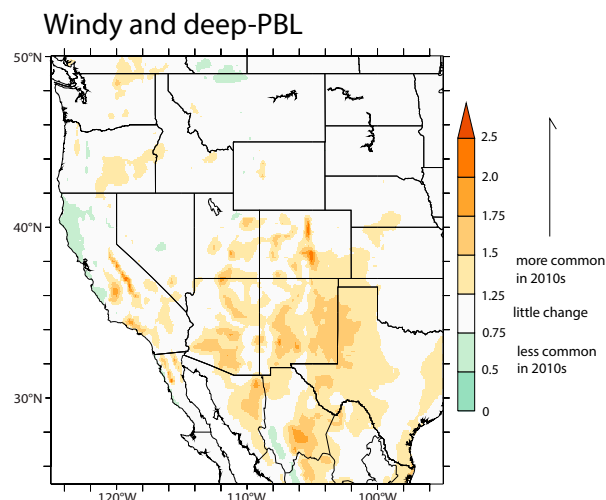 Windy and deep-PBL
50°N
40°N
30°N
120°W
110°W
100°W
2.5
2.0
1.75
1.5
1.25
0.75
0.5
0
more common
in 2010s
little change
less common
in 2010s